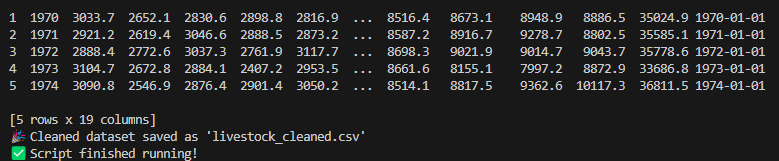 1 1970 3033.7 2652.1 2830.6 2898.8 2816.9 ... 8516.4 8673.1 8948.9 8886.5 35024.9 1970-01-01
2 1971 2921.2 2619.4 3046.6 2888.5 2873.2 ... 8587.2 8916.7 9278.7 8802.5 35585.1 1971-01-01
3 1972 2888.4 2772.6 3037.3 2761.9 3117.7 ... 8698.3 9021.9 9014.7 9043.7 35778.6 1972-01-01
4 1973 3104.7 2672.8 2884.1 2407.2 2953.5 ... 8661.6 8155.1 7997.2 8872.9 33686.8 1973-01-01
5 1974 3090.8 2546.9 2876.4 2901.4 3050.2 ... 8514.1 8817.5 9362.6 10117.3 36811.5 1974-01-01
[5 rows x 19 columns]
🎉 Cleaned dataset saved as 'livestock_cleaned.csv'
✅ Script finished running!